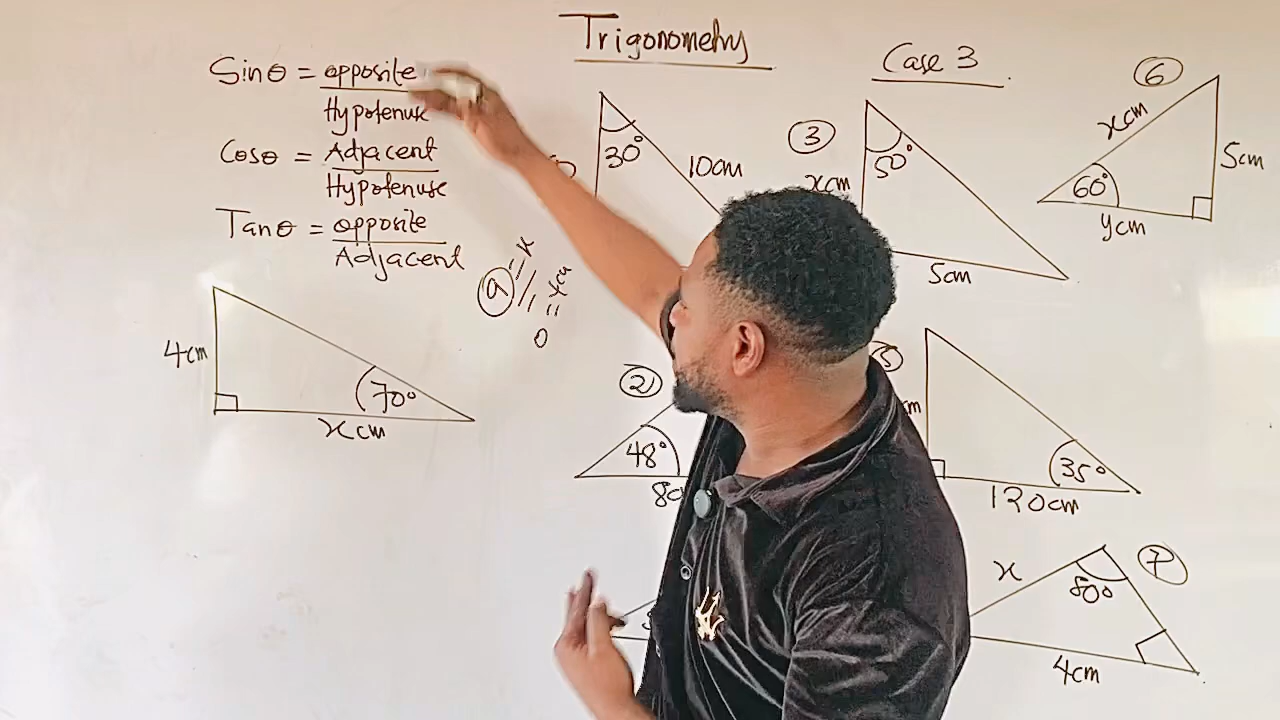 Trigonometry
Case 3
Sinθ = opposite
Hypotenuse
Cosθ = Adjacent
Hypotenuse
Tanθ = opposite
Adjacent
4cm
70°
xcm
30°
10cm
3
50°
xcm
5cm
6
xcm
60°
5cm
ycm
2
48°
5
35°
120cm
7
x
80°
4cm